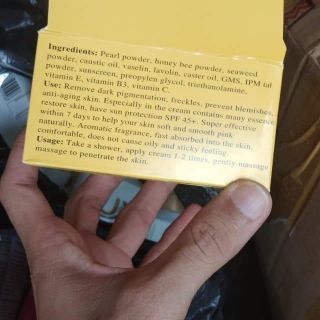 Ingredients: Pearl powder, honey bee powder, seaweed
powder, caustic oil, vaselin, lavolin, caster oil, GMS, IPM taf
powder, sunscreen, preopylen glycol, triethanolamine,
vitamin E, vitamin B3, vitamin C.
Use: Remove dark pigmentation, freckles, prevent blemishes,
anti-aging skin. Especially in the cream contains many essence
restore skin, have sun protection SPF 45+. Super effective
within 7 days to help your skin soft and smooth pink
naturally. Aromatic fragrance, fast absorbed into the skin,
comfortable, does not cause oily and sticky feeling.
Usage: Take a shower, apply cream 1-2 times, gently massage
massage to penetrate the skin.